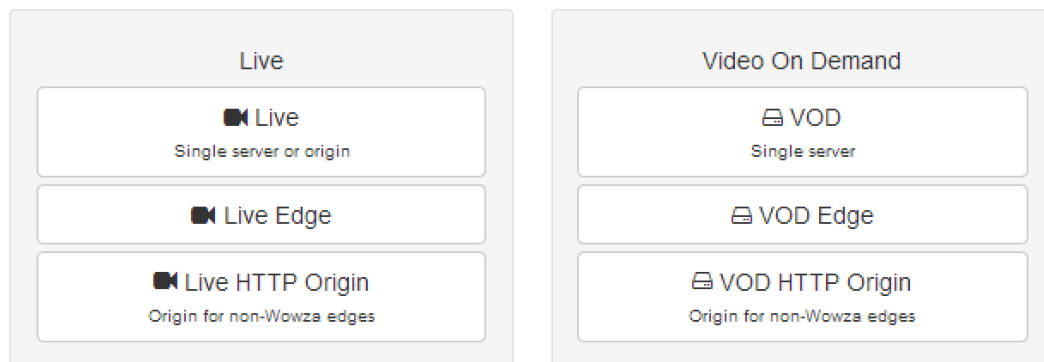 Live
Live
Single server or origin
Live Edge
Live HTTP Origin
Origin for non-Wowza edges
Video On Demand
VOD
Single server
VOD Edge
VOD HTTP Origin
Origin for non-Wowza edges